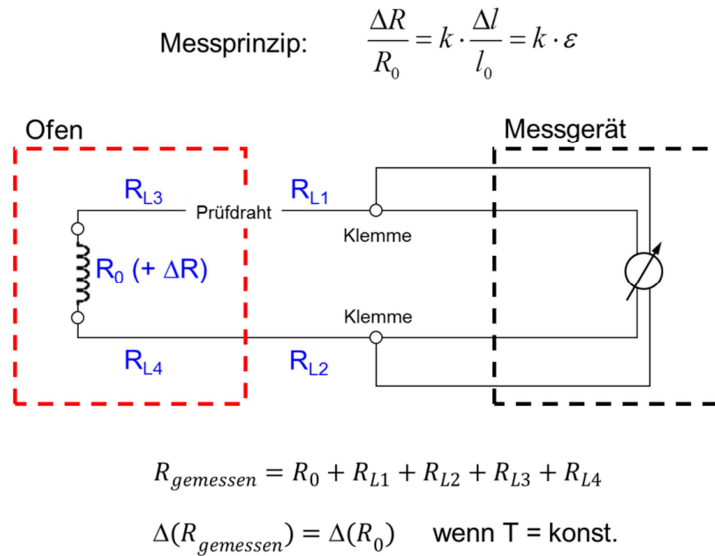 Messprinzip: ΔR/R₀ = k · Δl/l₀ = k · ε
Ofen
Messgerät
R_L3
R_L1
Prüfdraht
Klemme
R₀ (+ ΔR)
Klemme
R_L4
R_L2
R_gemessen = R₀ + R_L1 + R_L2 + R_L3 + R_L4
Δ(R_gemessen) = Δ(R₀) wenn T = konst.